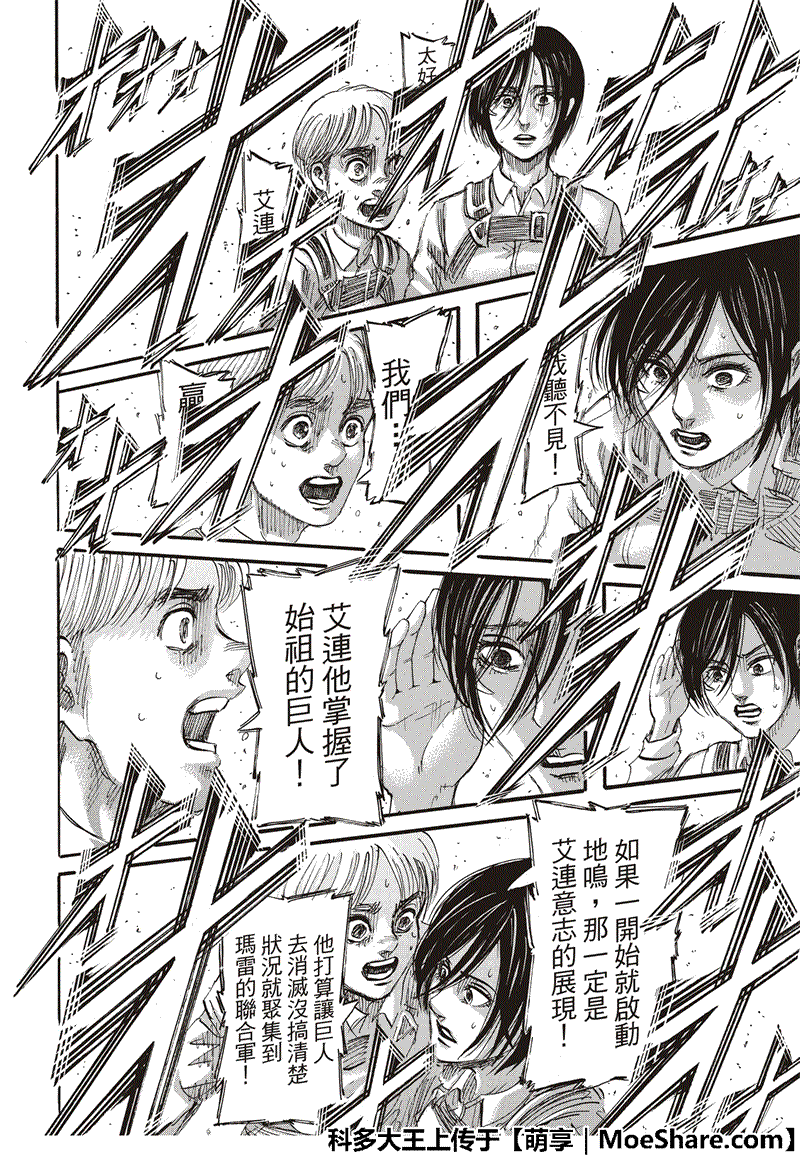 太好
艾連
我聽不見！
我們…
贏
艾連他掌握了
始祖的巨人！
如果一開始就啟動
地鳴，那一定是
艾連意志的展現！
他打算讓巨人
去消滅沒搞清楚
狀況就聚集到
瑪雷的聯合軍！
科多大王上传于【萌享｜MoeShare.com】